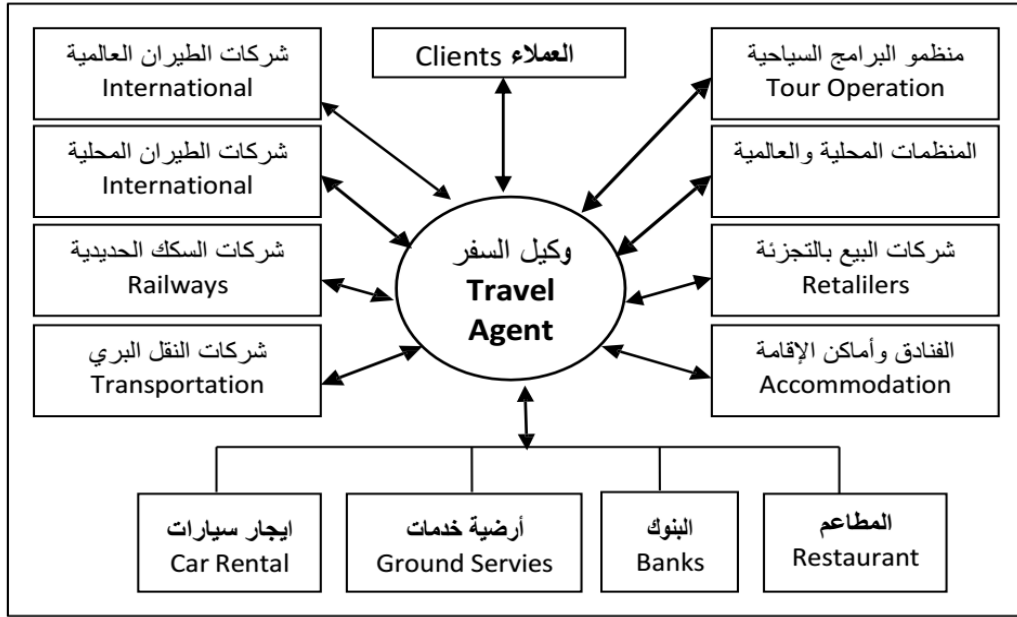 شركات الطيران العالمية
International
العملاء Clients
منظمو البرامج السياحية
Tour Operation
شركات الطيران المحلية
International
المنظمات المحلية والعالمية
وكيل السفر
Travel
Agent
شركات السكك الحديدية
Railways
شركات البيع بالتجزئة
Retalilers
شركات النقل البري
Transportation
الفنادق وأماكن الإقامة
Accommodation
ايجار سيارات
Car Rental
أرضية خدمات
Ground Servies
البنوك
Banks
المطاعم
Restaurant